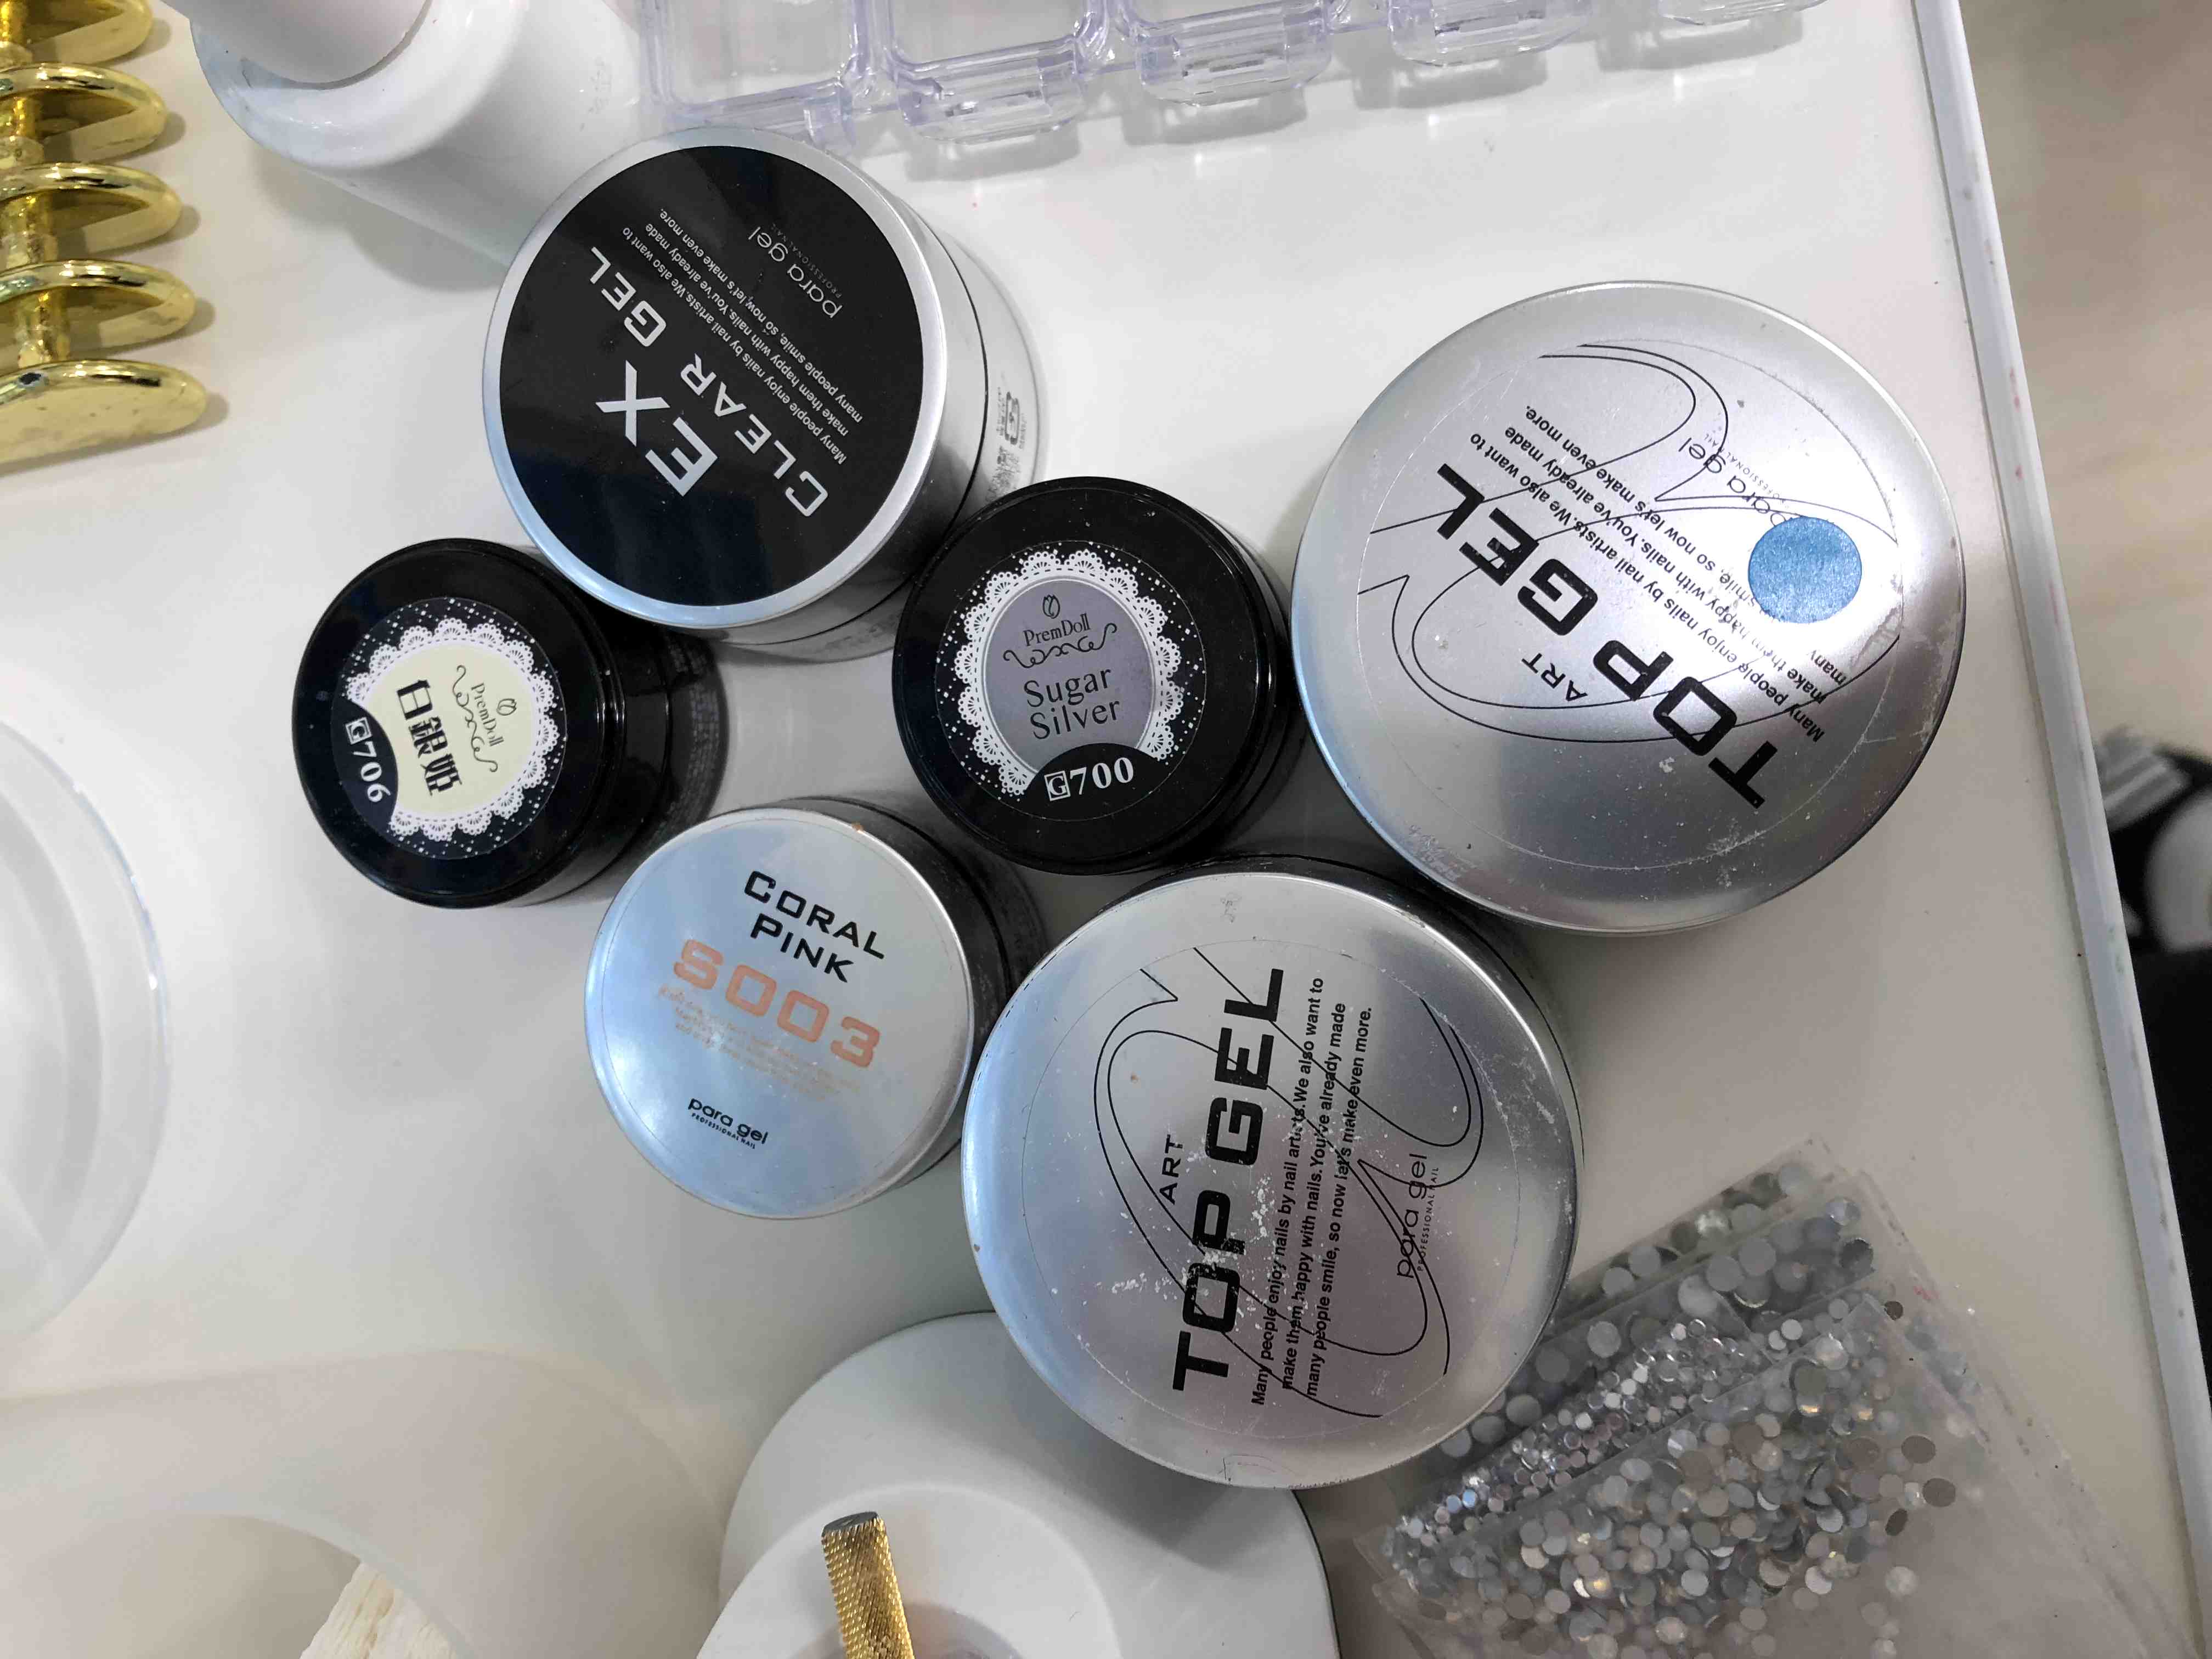 EX
CLEAR GEL
Many people enjoy nails by nail artists. We also want to
make them happy with nails. You've already made
many people smile, so now, let's make even more.
para gel
PROFESSIONAL NAIL
PremDoll
白銀姫
G706
PremDoll
Sugar
Silver
G700
ART
TOP GEL
Many people enjoy nails by nail artists. We also want to
make them happy with nails. You've already made
many smile, so now let's make even more.
para gel
CORAL
PINK
S003
para gel
PROFESSIONAL NAIL
ART
TOP GEL
Many people enjoy nails by nail artists. We also want to
make them happy with nails. You've already made
many people smile, so now let's make even more.
para gel
PROFESSIONAL NAIL